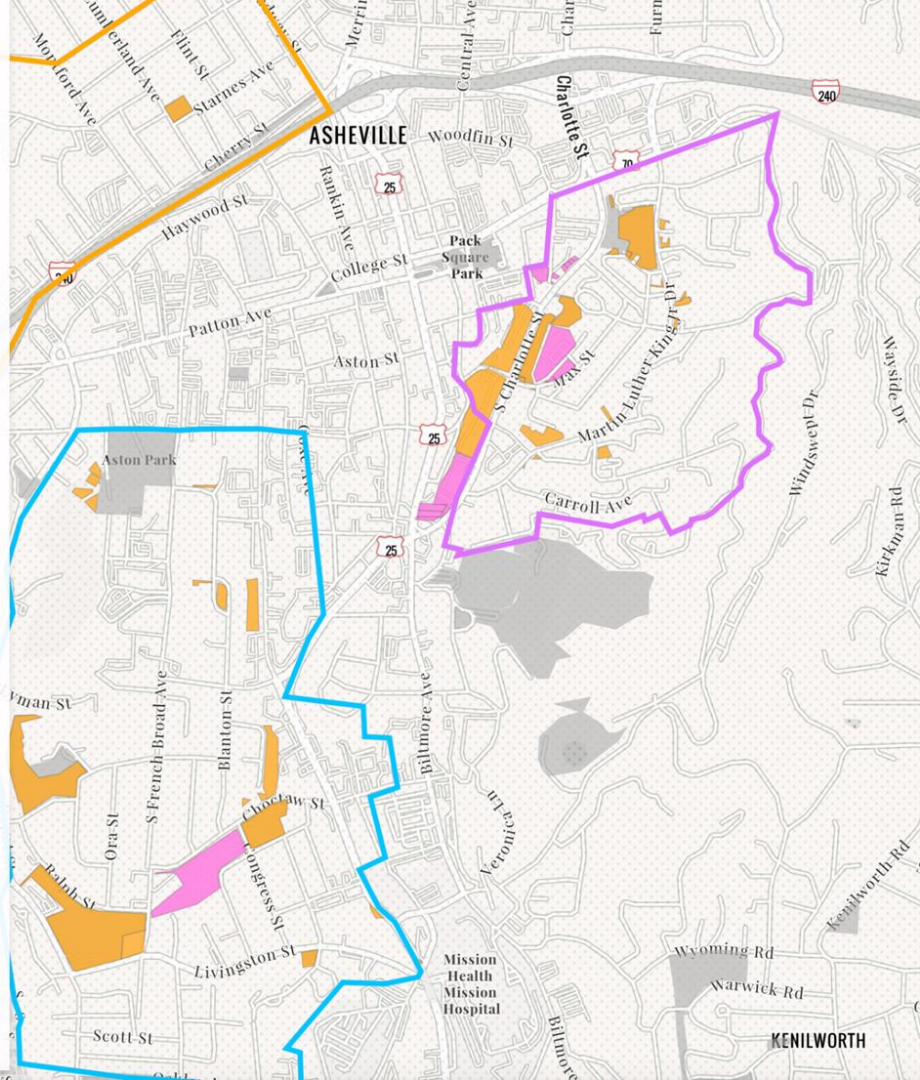 Merri
Central Ave
Char
Furn
Flint St
Starnes Ave
Charlotte St
240
ASHEVILLE
Woodfin St
Cherry St
70
25
Rankin Ave
Haywood St
Pack
Square
Park
College St
240
Patton Ave
S Charlotte St
Martin Luther King Jr Dr
Aston St
Max St
Wayside Dr
Windswept Dr
25
Aston Park
Carroll Ave
Kirkman Rd
25
S French Broad Ave
Blanton St
Biltmore Ave
Choctaw St
Ora St
Veronica Ln
Congress St
Ralph St
Kenilworth Rd
Livingston St
Wyoming Rd
Mission
Health
Mission
Hospital
Warwick Rd
Scott St
Biltmore
KENILWORTH